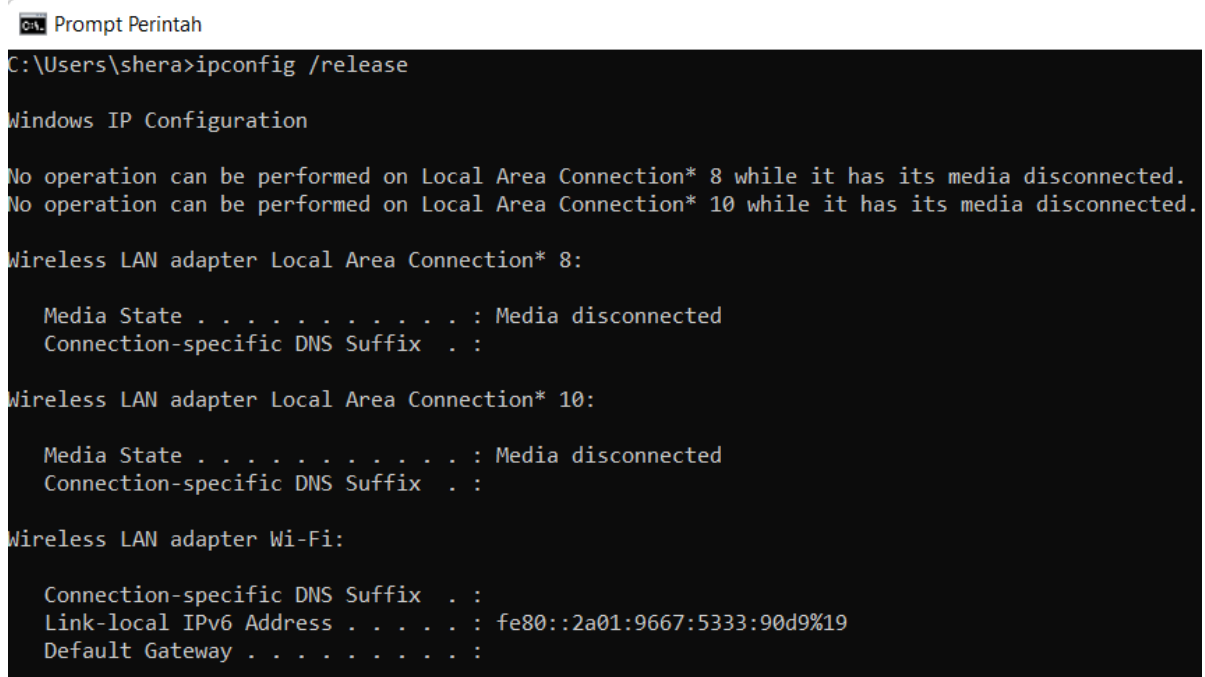 Prompt Perintah
C:\Users\shera>ipconfig /release
Windows IP Configuration
No operation can be performed on Local Area Connection* 8 while it has its media disconnected.
No operation can be performed on Local Area Connection* 10 while it has its media disconnected.
Wireless LAN adapter Local Area Connection* 8:
Media State . . . . . . . . . . . : Media disconnected
Connection-specific DNS Suffix  . :
Wireless LAN adapter Local Area Connection* 10:
Media State . . . . . . . . . . . : Media disconnected
Connection-specific DNS Suffix  . :
Wireless LAN adapter Wi-Fi:
Connection-specific DNS Suffix  . :
Link-local IPv6 Address . . . . . : fe80::2a01:9667:5333:90d9%19
Default Gateway . . . . . . . . . :